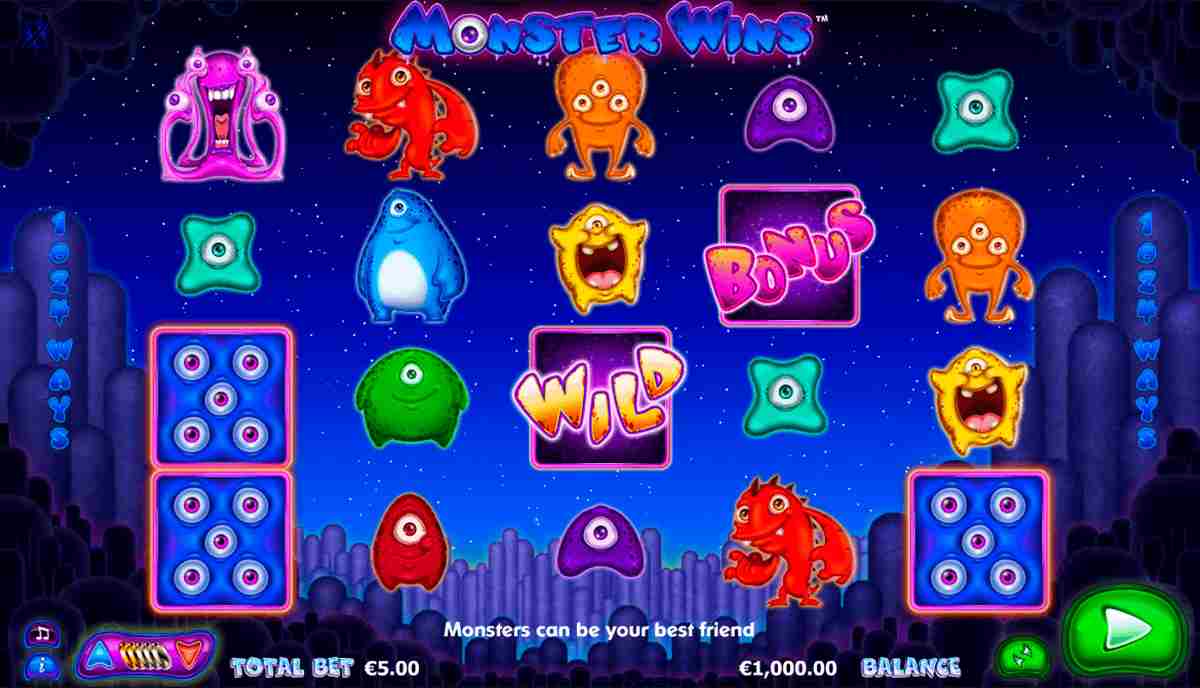 MONSTER WINS™
1024 WAYS
1024 WAYS
BONUS
WILD
Monsters can be your best friend
TOTAL BET €5.00
€1,000.00 BALANCE
i